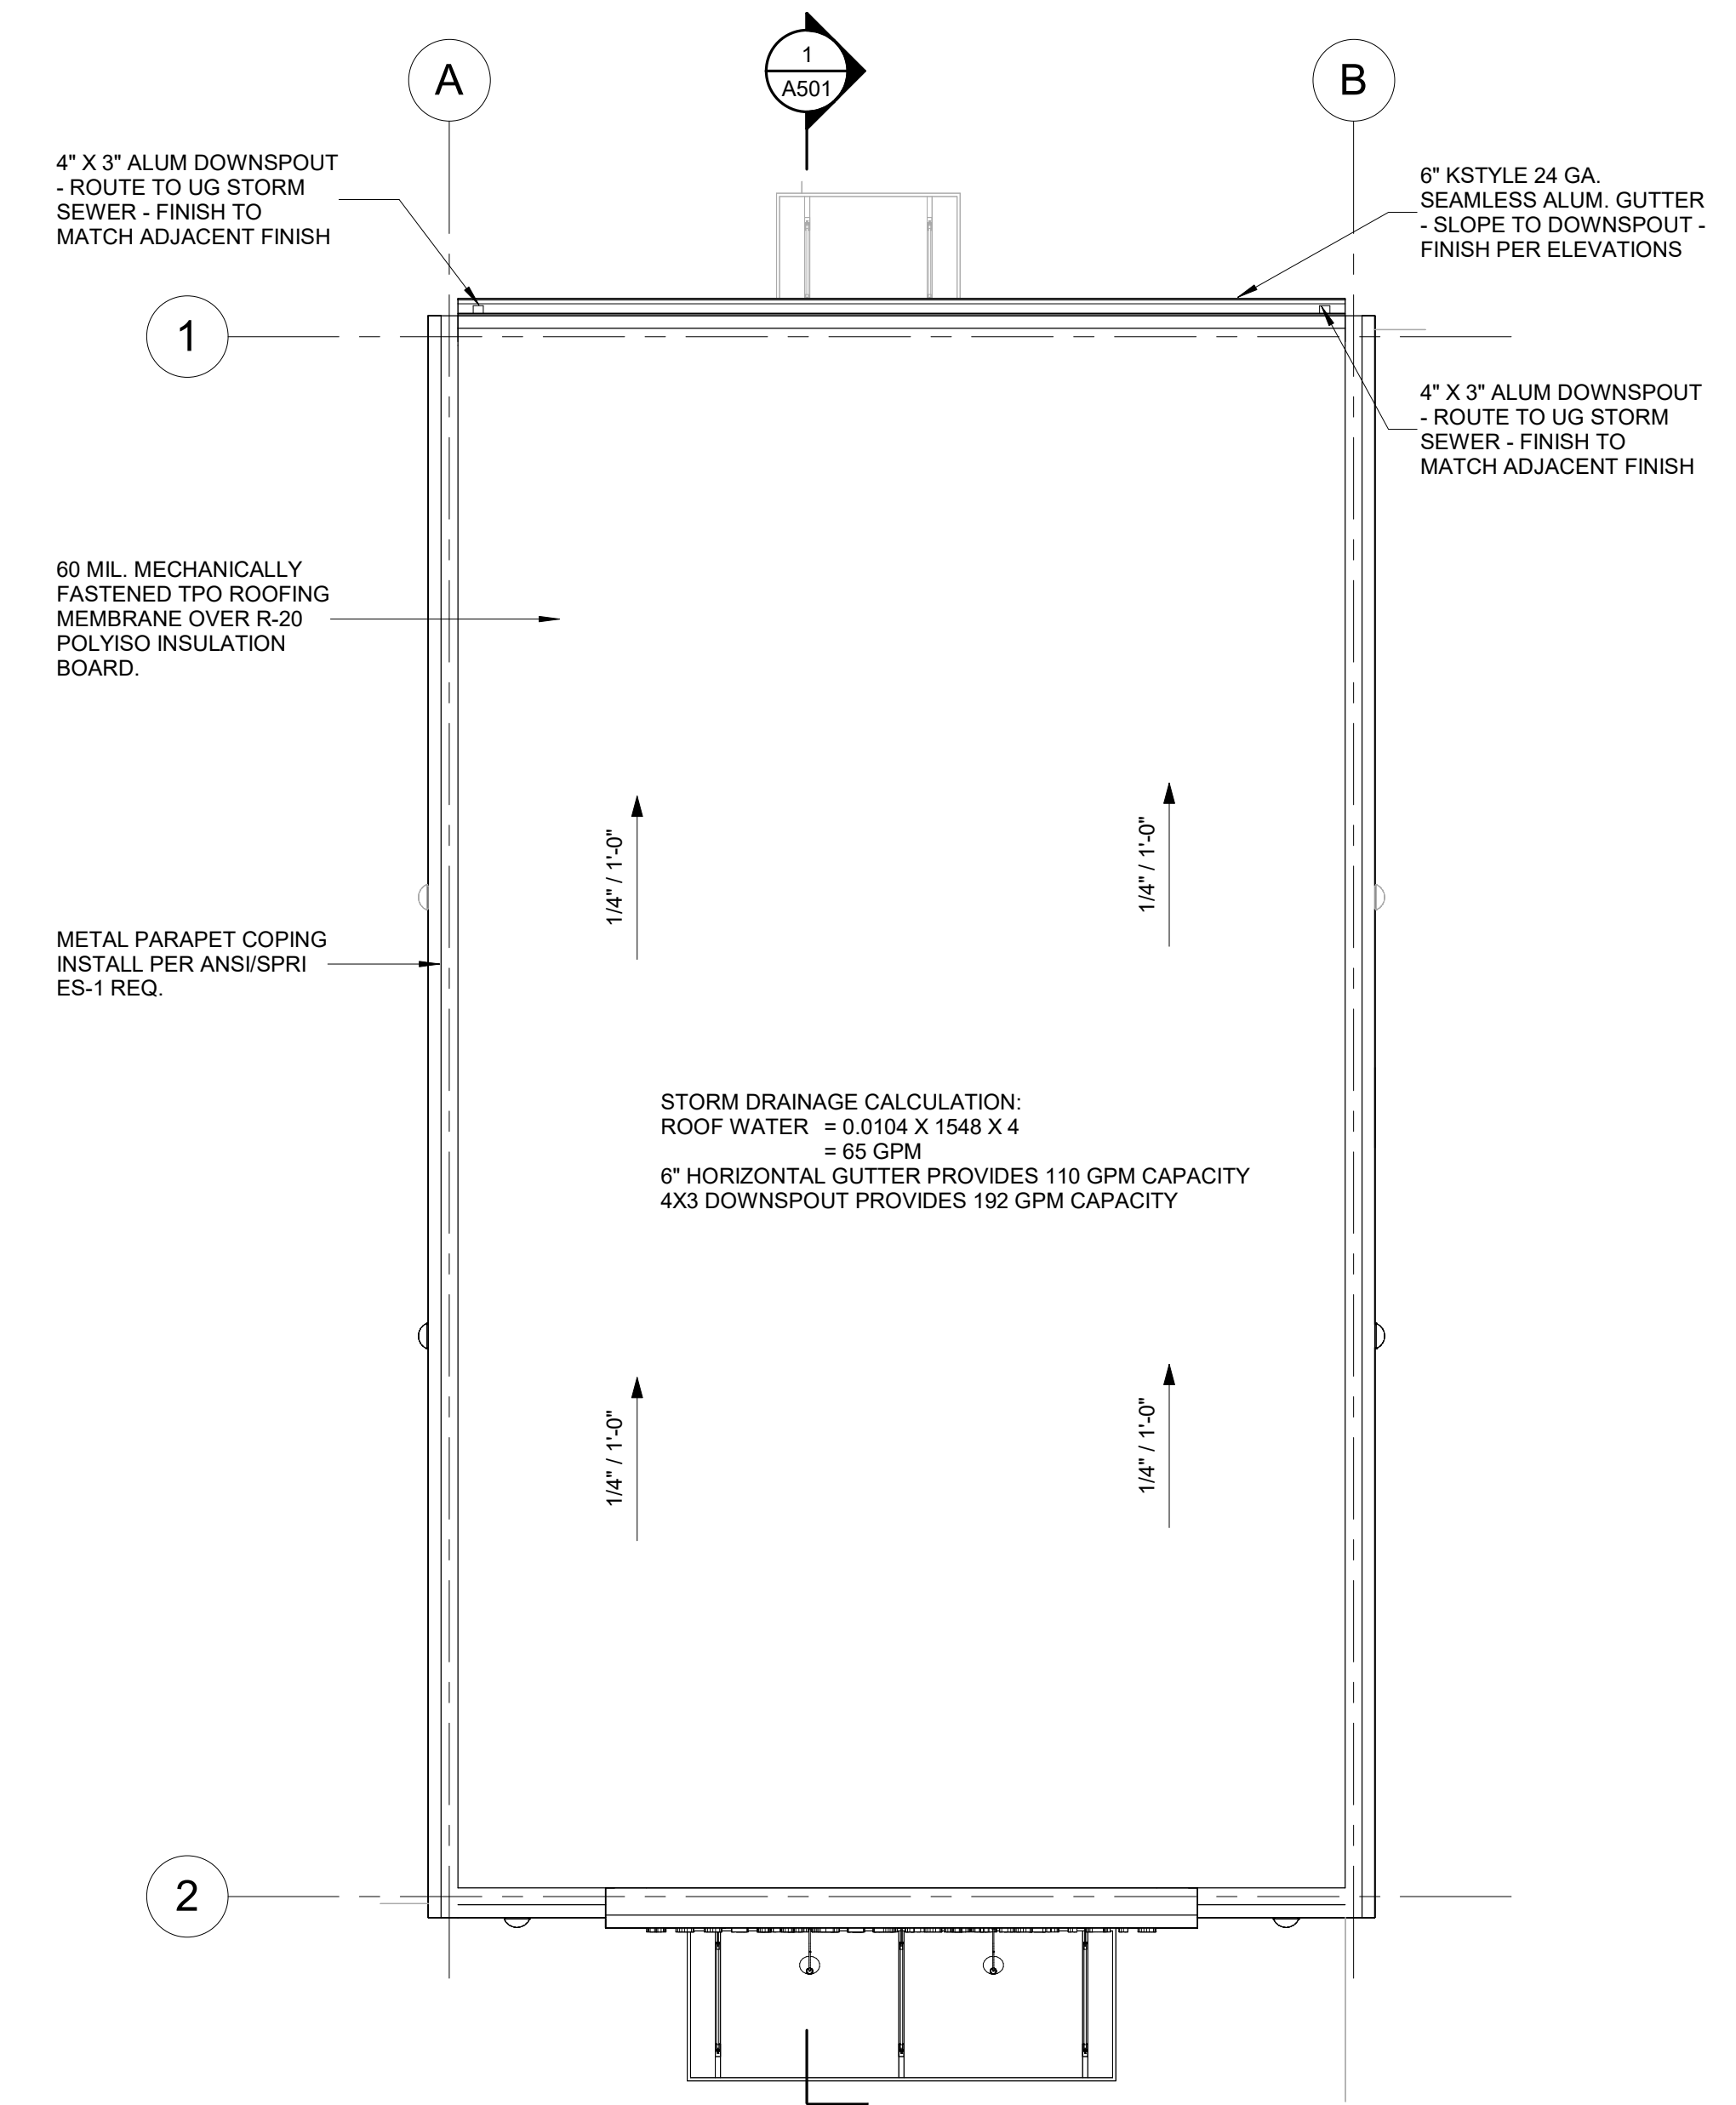 A
1
A501
B
4" X 3" ALUM DOWNSPOUT
- ROUTE TO UG STORM
SEWER - FINISH TO
MATCH ADJACENT FINISH
6" KSTYLE 24 GA.
SEAMLESS ALUM. GUTTER
- SLOPE TO DOWNSPOUT -
FINISH PER ELEVATIONS
1
4" X 3" ALUM DOWNSPOUT
- ROUTE TO UG STORM
SEWER - FINISH TO
MATCH ADJACENT FINISH
60 MIL. MECHANICALLY
FASTENED TPO ROOFING
MEMBRANE OVER R-20
POLYISO INSULATION
BOARD.
1/4" / 1'-0"
1/4" / 1'-0"
METAL PARAPET COPING
INSTALL PER ANSI/SPRI
ES-1 REQ.
STORM DRAINAGE CALCULATION:
ROOF WATER = 0.0104 X 1548 X 4
= 65 GPM
6" HORIZONTAL GUTTER PROVIDES 110 GPM CAPACITY
4X3 DOWNSPOUT PROVIDES 192 GPM CAPACITY
1/4" / 1'-0"
1/4" / 1'-0"
2